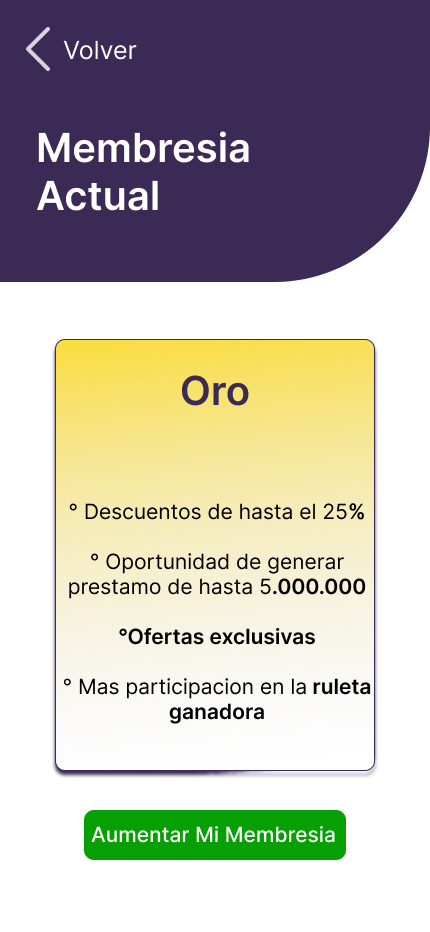 Volver
Membresia
Actual
Oro
° Descuentos de hasta el 25%
° Oportunidad de generar
prestamo de hasta 5.000.000
°Ofertas exclusivas
° Mas participacion en la ruleta
ganadora
Aumentar Mi Membresia